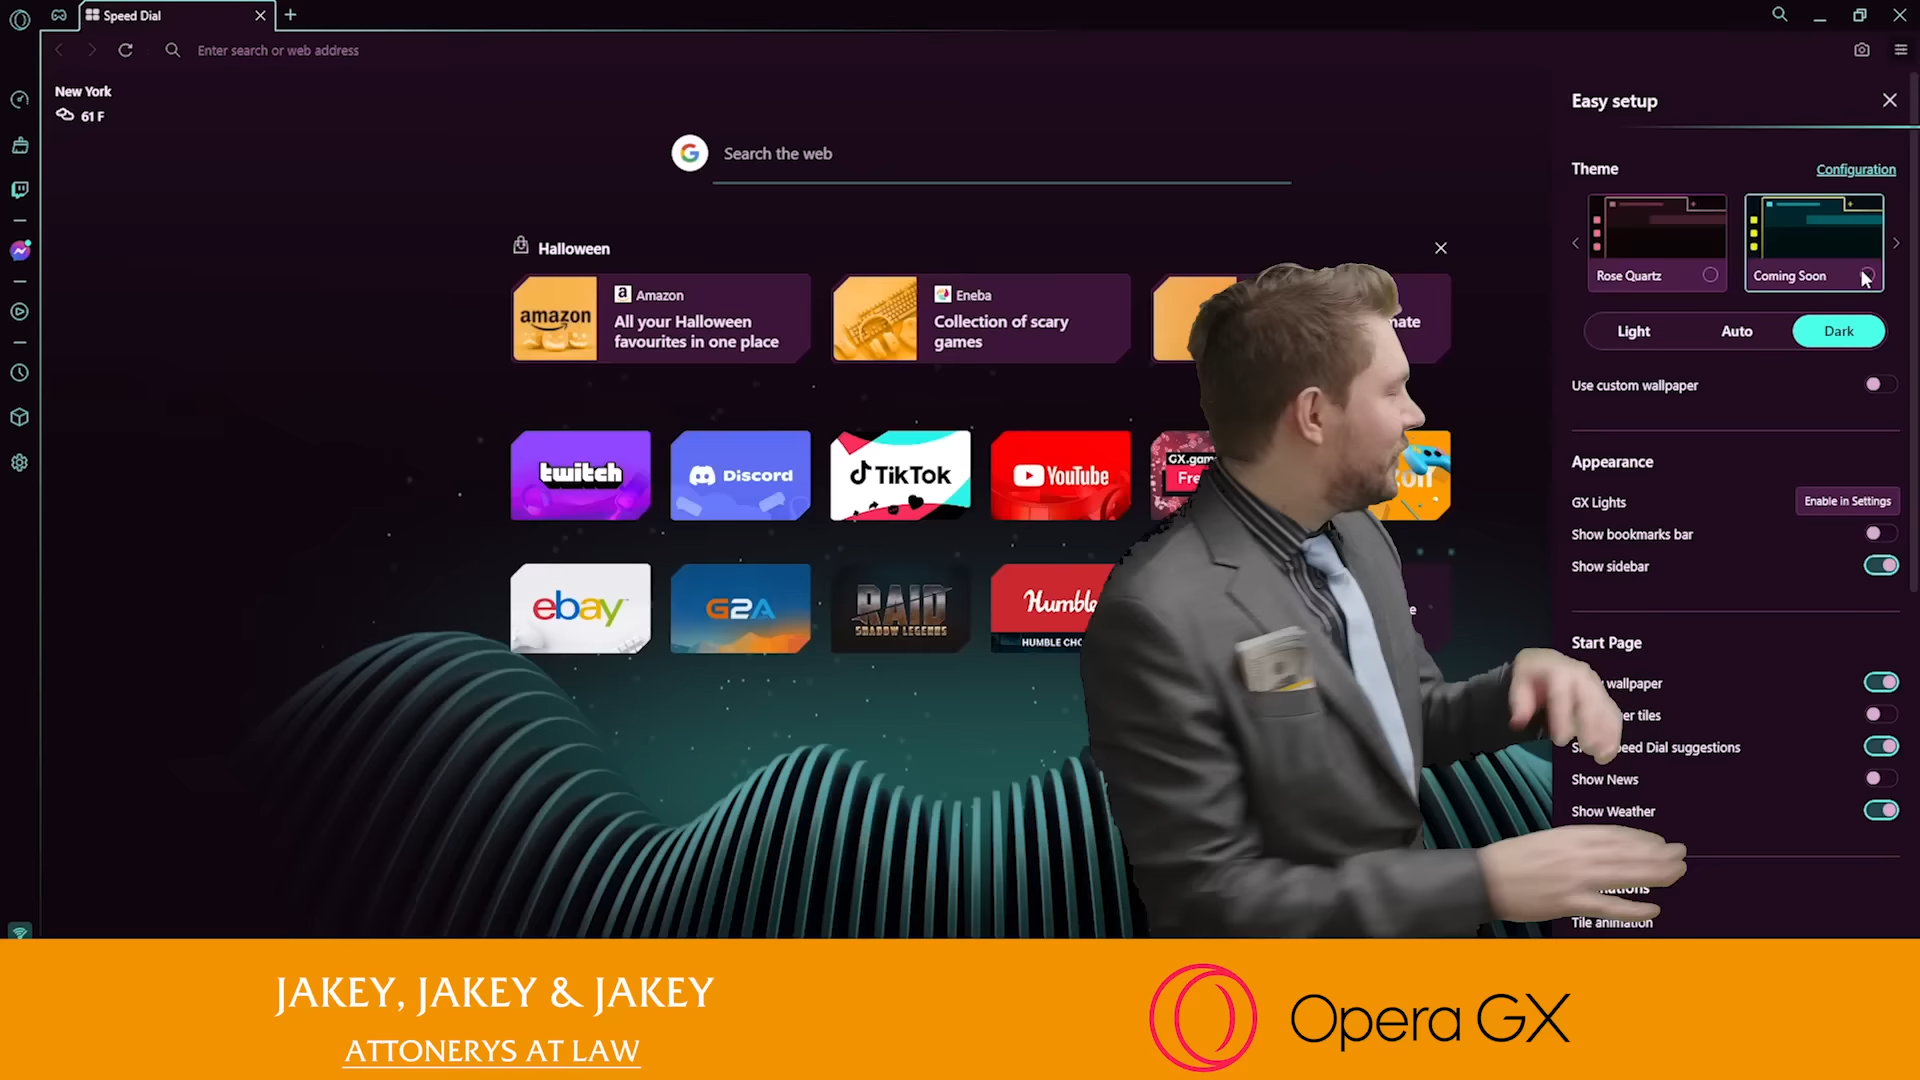 Speed Dial
Enter search or web address
New York
61 F
Search the web
Halloween
amazon
Amazon
All your Halloween
favourites in one place
Eneba
Collection of scary
games
twitch
Discord
TikTok
YouTube
GX.gam
Fre
ebay
G2A
RAID
SHADOW LEGENDS
Humble
HUMBLE CHO
Easy setup
Theme
Configuration
Rose Quartz
Coming Soon
Light
Auto
Dark
Use custom wallpaper
Appearance
GX Lights
Enable in Settings
Show bookmarks bar
Show sidebar
Start Page
wallpaper
er tiles
eed Dial suggestions
Show News
Show Weather
Tile animation
JAKEY, JAKEY & JAKEY
ATTONERYS AT LAW
Opera GX